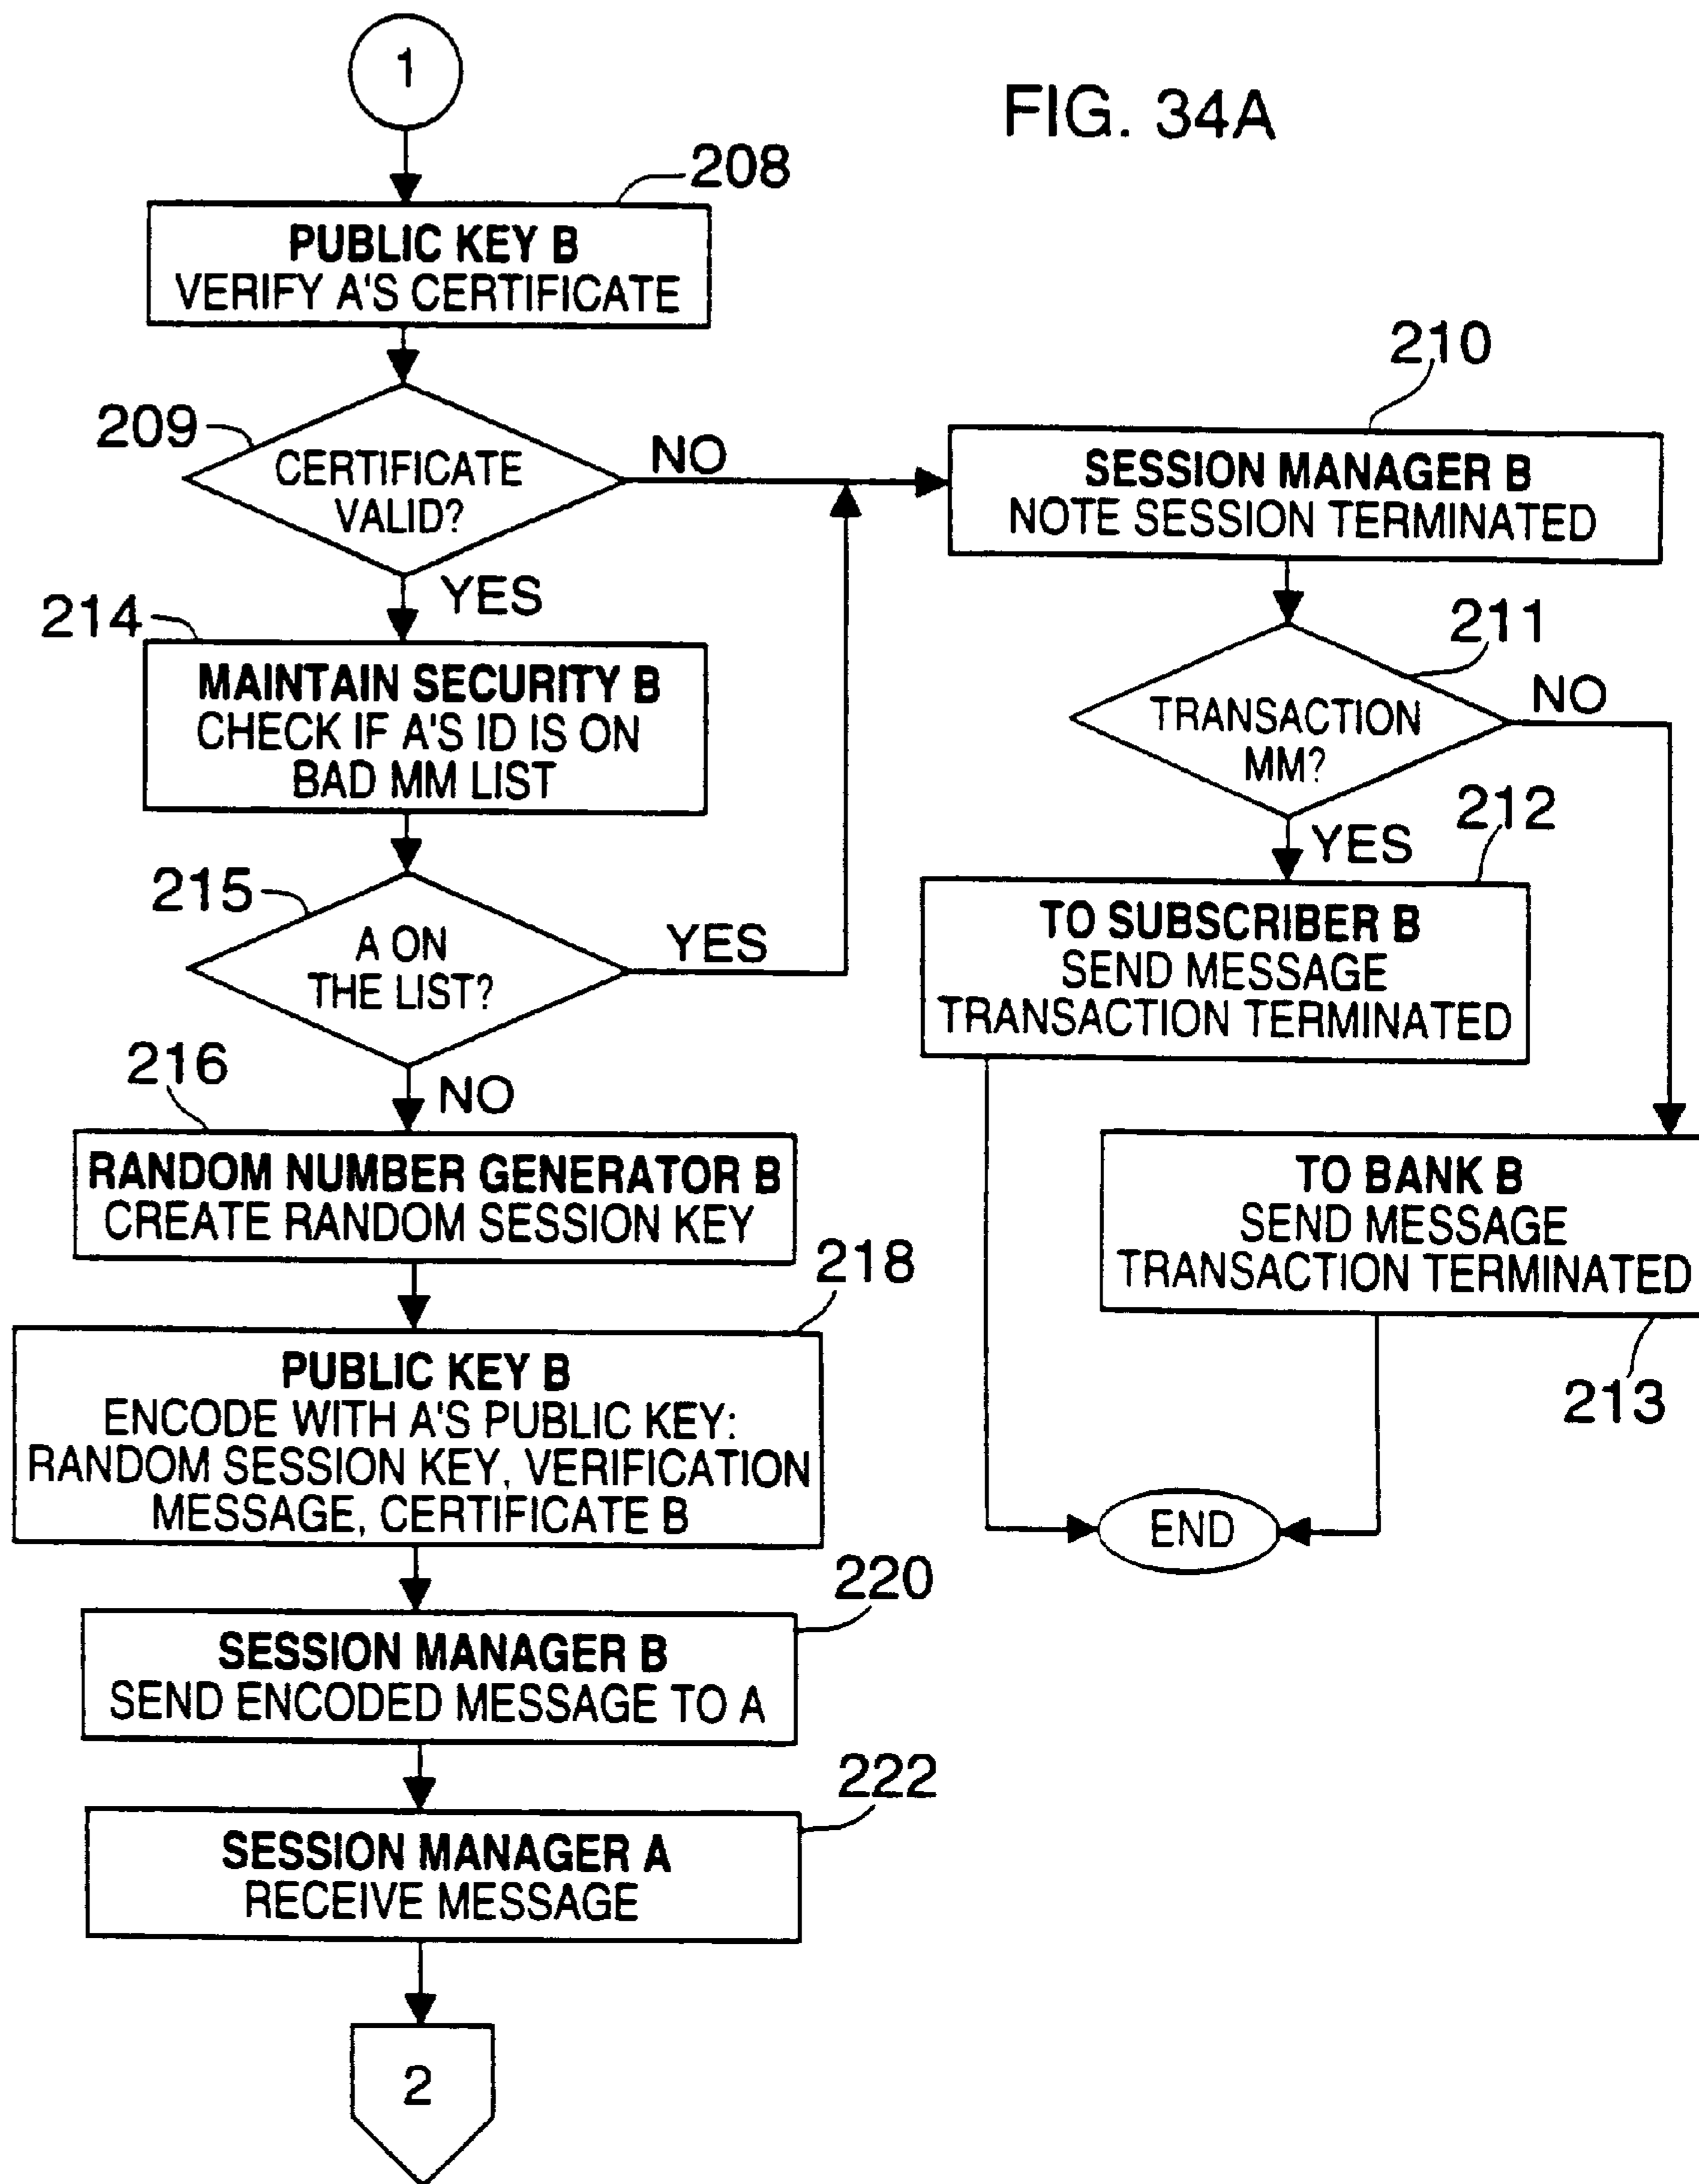 1
FIG. 34A
208
PUBLIC KEY B
VERIFY A'S CERTIFICATE
209
CERTIFICATE
VALID?
NO
YES
210
SESSION MANAGER B
NOTE SESSION TERMINATED
211
TRANSACTION
MM?
NO
YES
214
MAINTAIN SECURITY B
CHECK IF A'S ID IS ON
BAD MM LIST
215
A ON
THE LIST?
YES
NO
212
TO SUBSCRIBER B
SEND MESSAGE
TRANSACTION TERMINATED
216
RANDOM NUMBER GENERATOR B
CREATE RANDOM SESSION KEY
TO BANK B
SEND MESSAGE
TRANSACTION TERMINATED
213
218
PUBLIC KEY B
ENCODE WITH A'S PUBLIC KEY:
RANDOM SESSION KEY, VERIFICATION
MESSAGE, CERTIFICATE B
END
220
SESSION MANAGER B
SEND ENCODED MESSAGE TO A
222
SESSION MANAGER A
RECEIVE MESSAGE
2